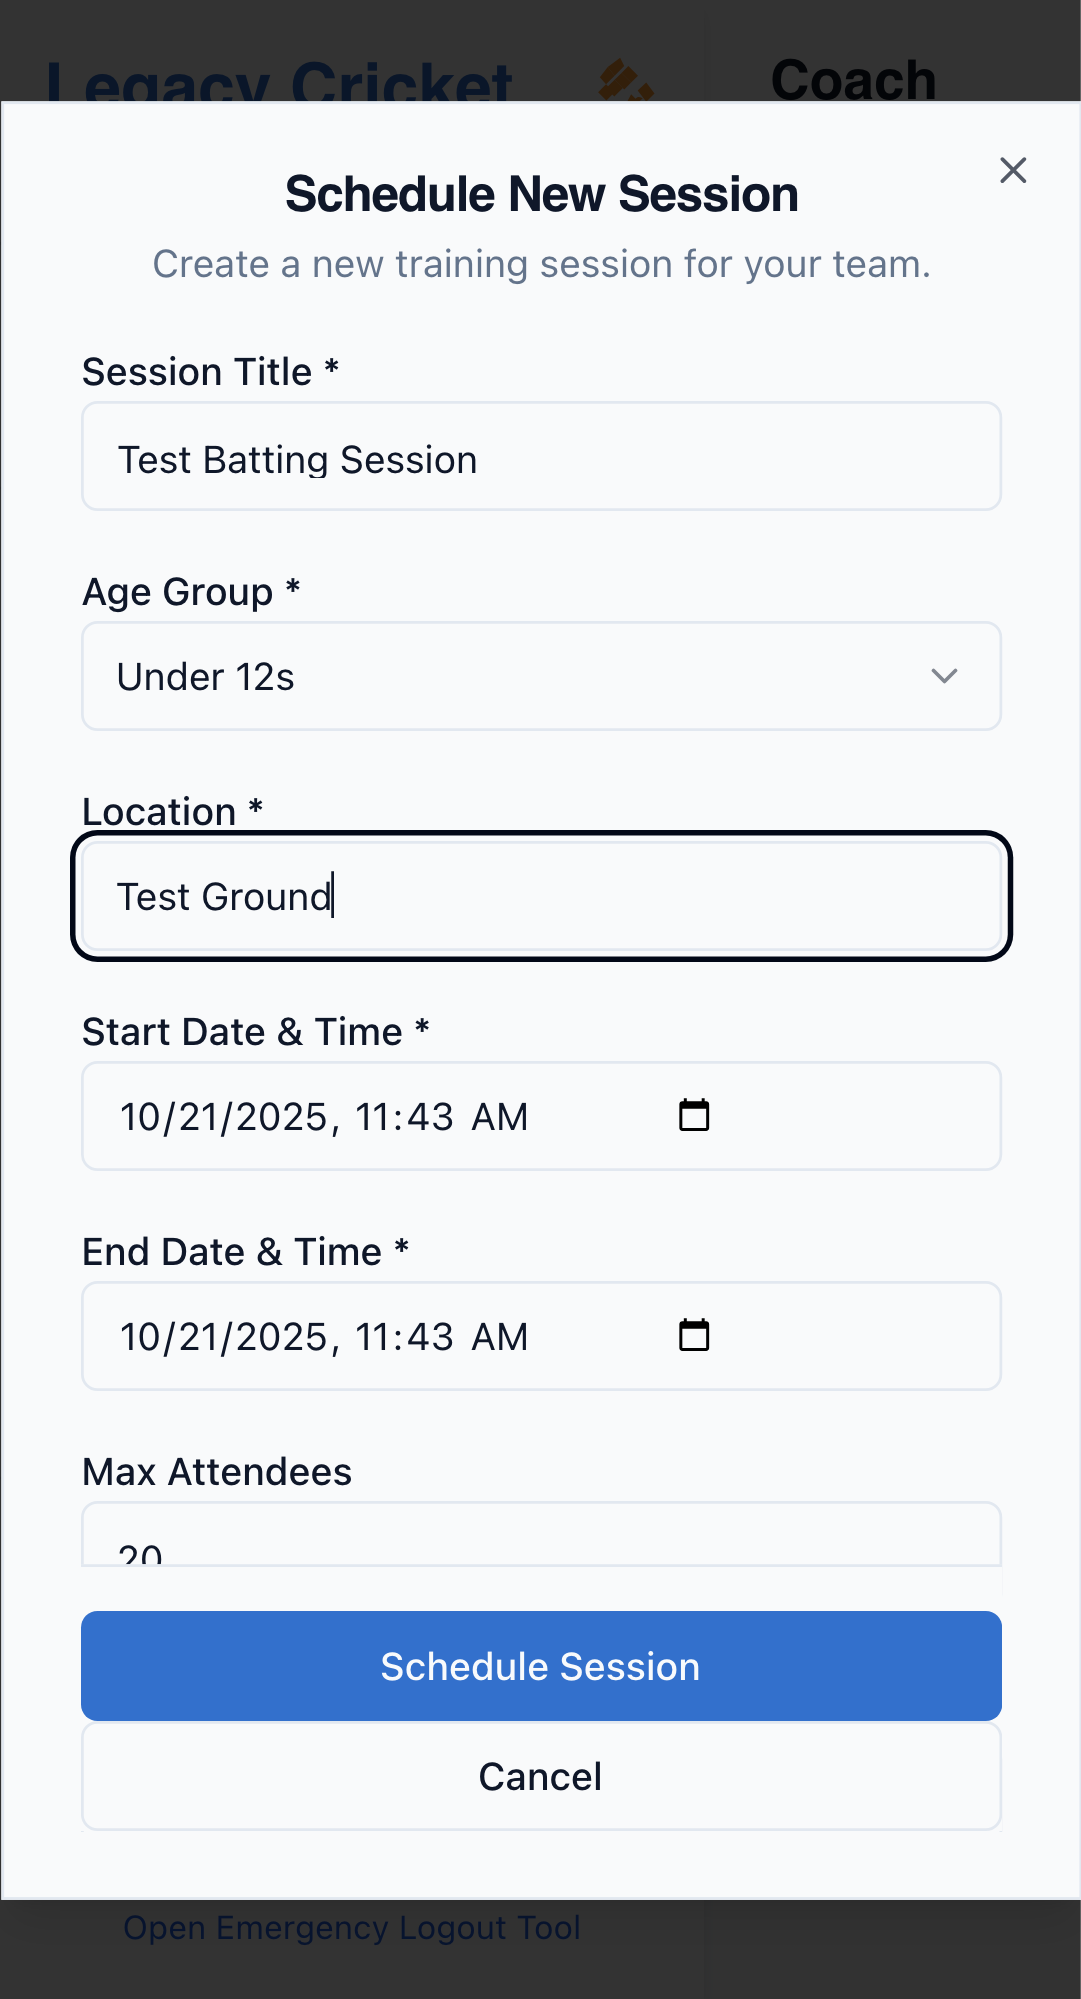 Legacy Cricket
Coach
Schedule New Session
Create a new training session for your team.
Session Title *
Test Batting Session
Age Group *
Under 12s
Location *
Test Ground
Start Date & Time *
10/21/2025, 11:43 AM
End Date & Time *
10/21/2025, 11:43 AM
Max Attendees
20
Schedule Session
Cancel
Open Emergency Logout Tool